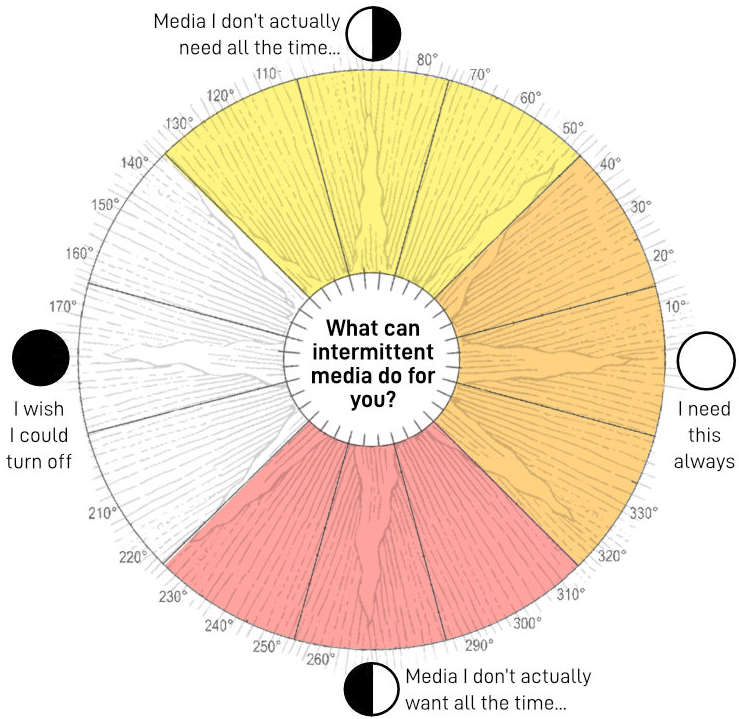 Media I don't actually
need all the time...
80°
70°
60°
50°
40°
30°
20°
10°
110°
120°
130°
140°
150°
160°
170°
What can
intermittent
media do for
you?
I wish
I could
turn off
I need
this
always
210°
220°
230°
240°
250°
260°
290°
300°
310°
320°
330°
Media I don't actually
want all the time...